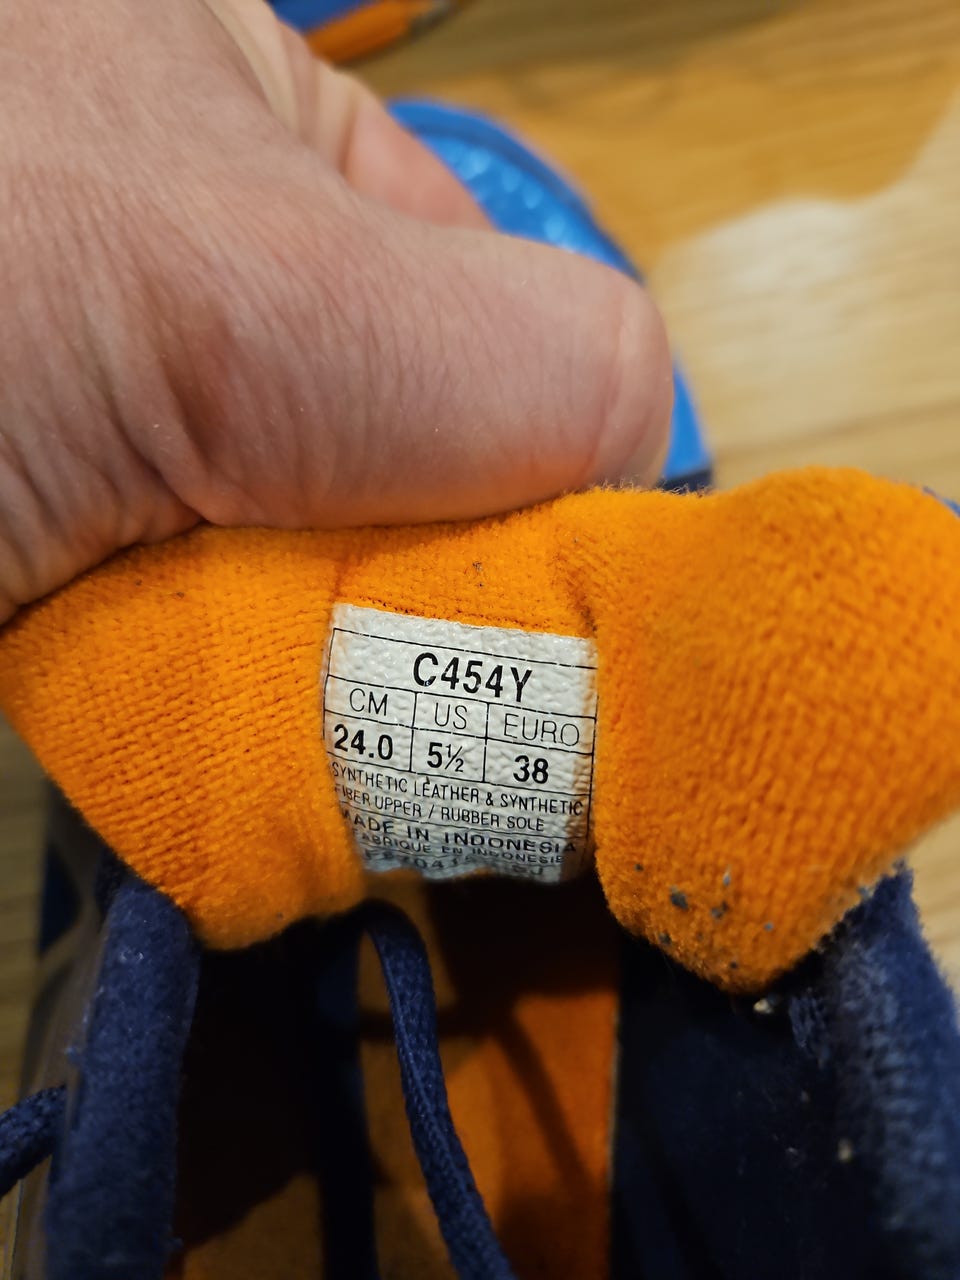 C454Y
CM US EURO
24.0 5½ 38
SYNTHETIC LEATHER & SYNTHETIC
FIBER UPPER / RUBBER SOLE
MADE IN INDONESIA
FABRIQUE EN INDONESIE